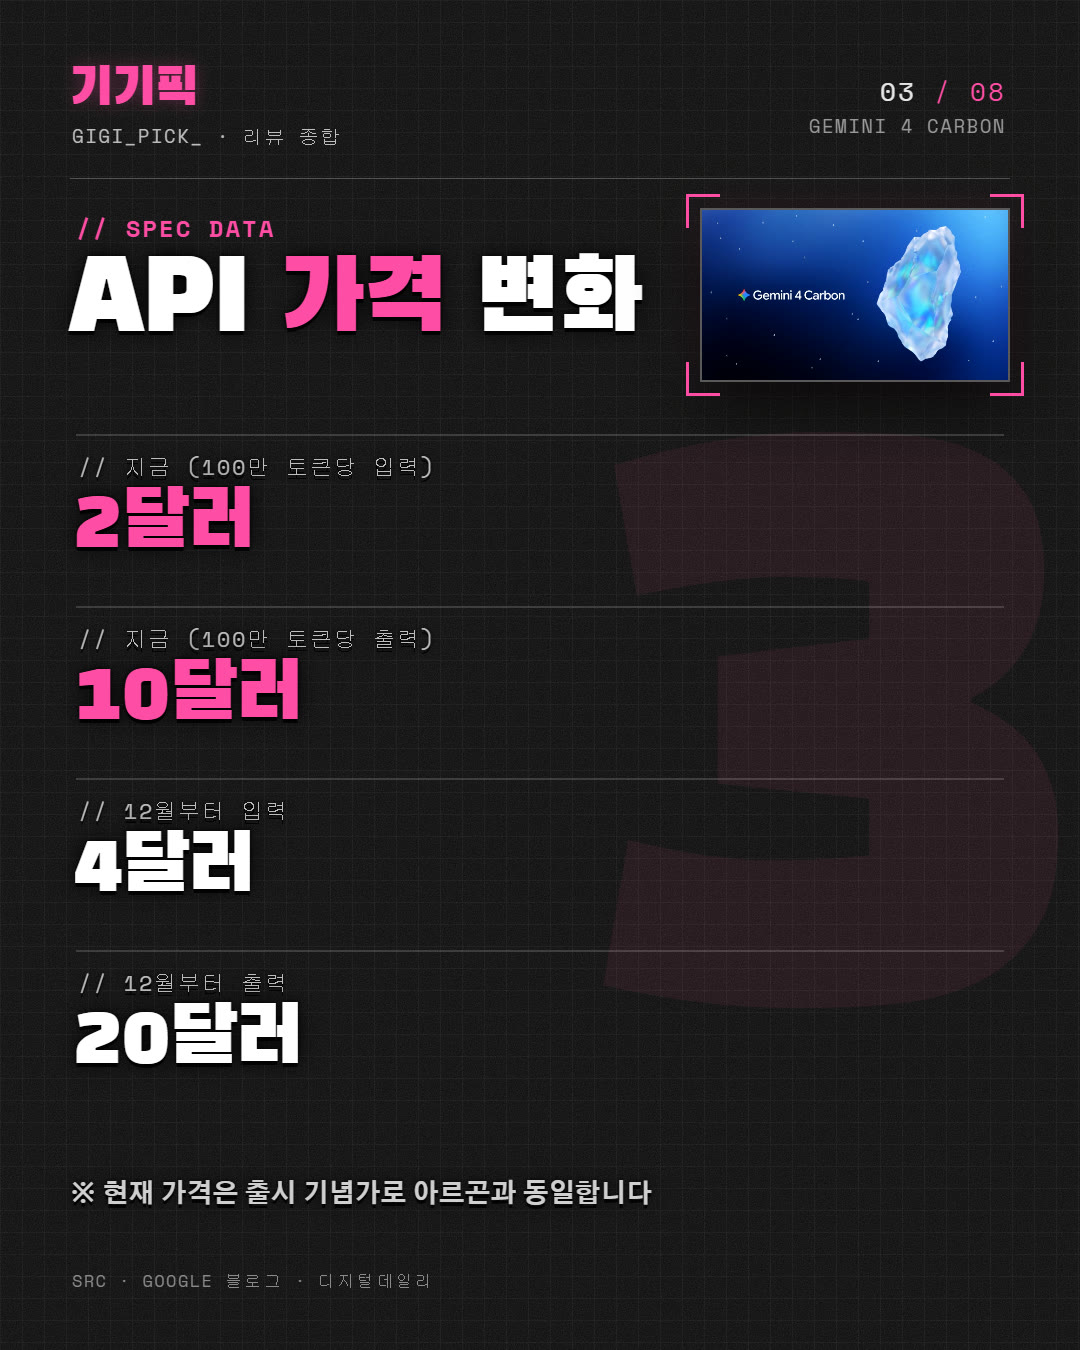 기기픽
GIGI_PICK_ · 리뷰 종합
03 / 08
GEMINI 4 CARBON
// SPEC DATA
API 가격 변화
Gemini 4 Carbon
// 지금 (100만 토큰당 입력)
2달러
// 지금 (100만 토큰당 출력)
10달러
// 12월부터 입력
4달러
// 12월부터 출력
20달러
3
※ 현재 가격은 출시 기념가로 아르곤과 동일합니다
SRC · GOOGLE 블로그 · 디지털데일리